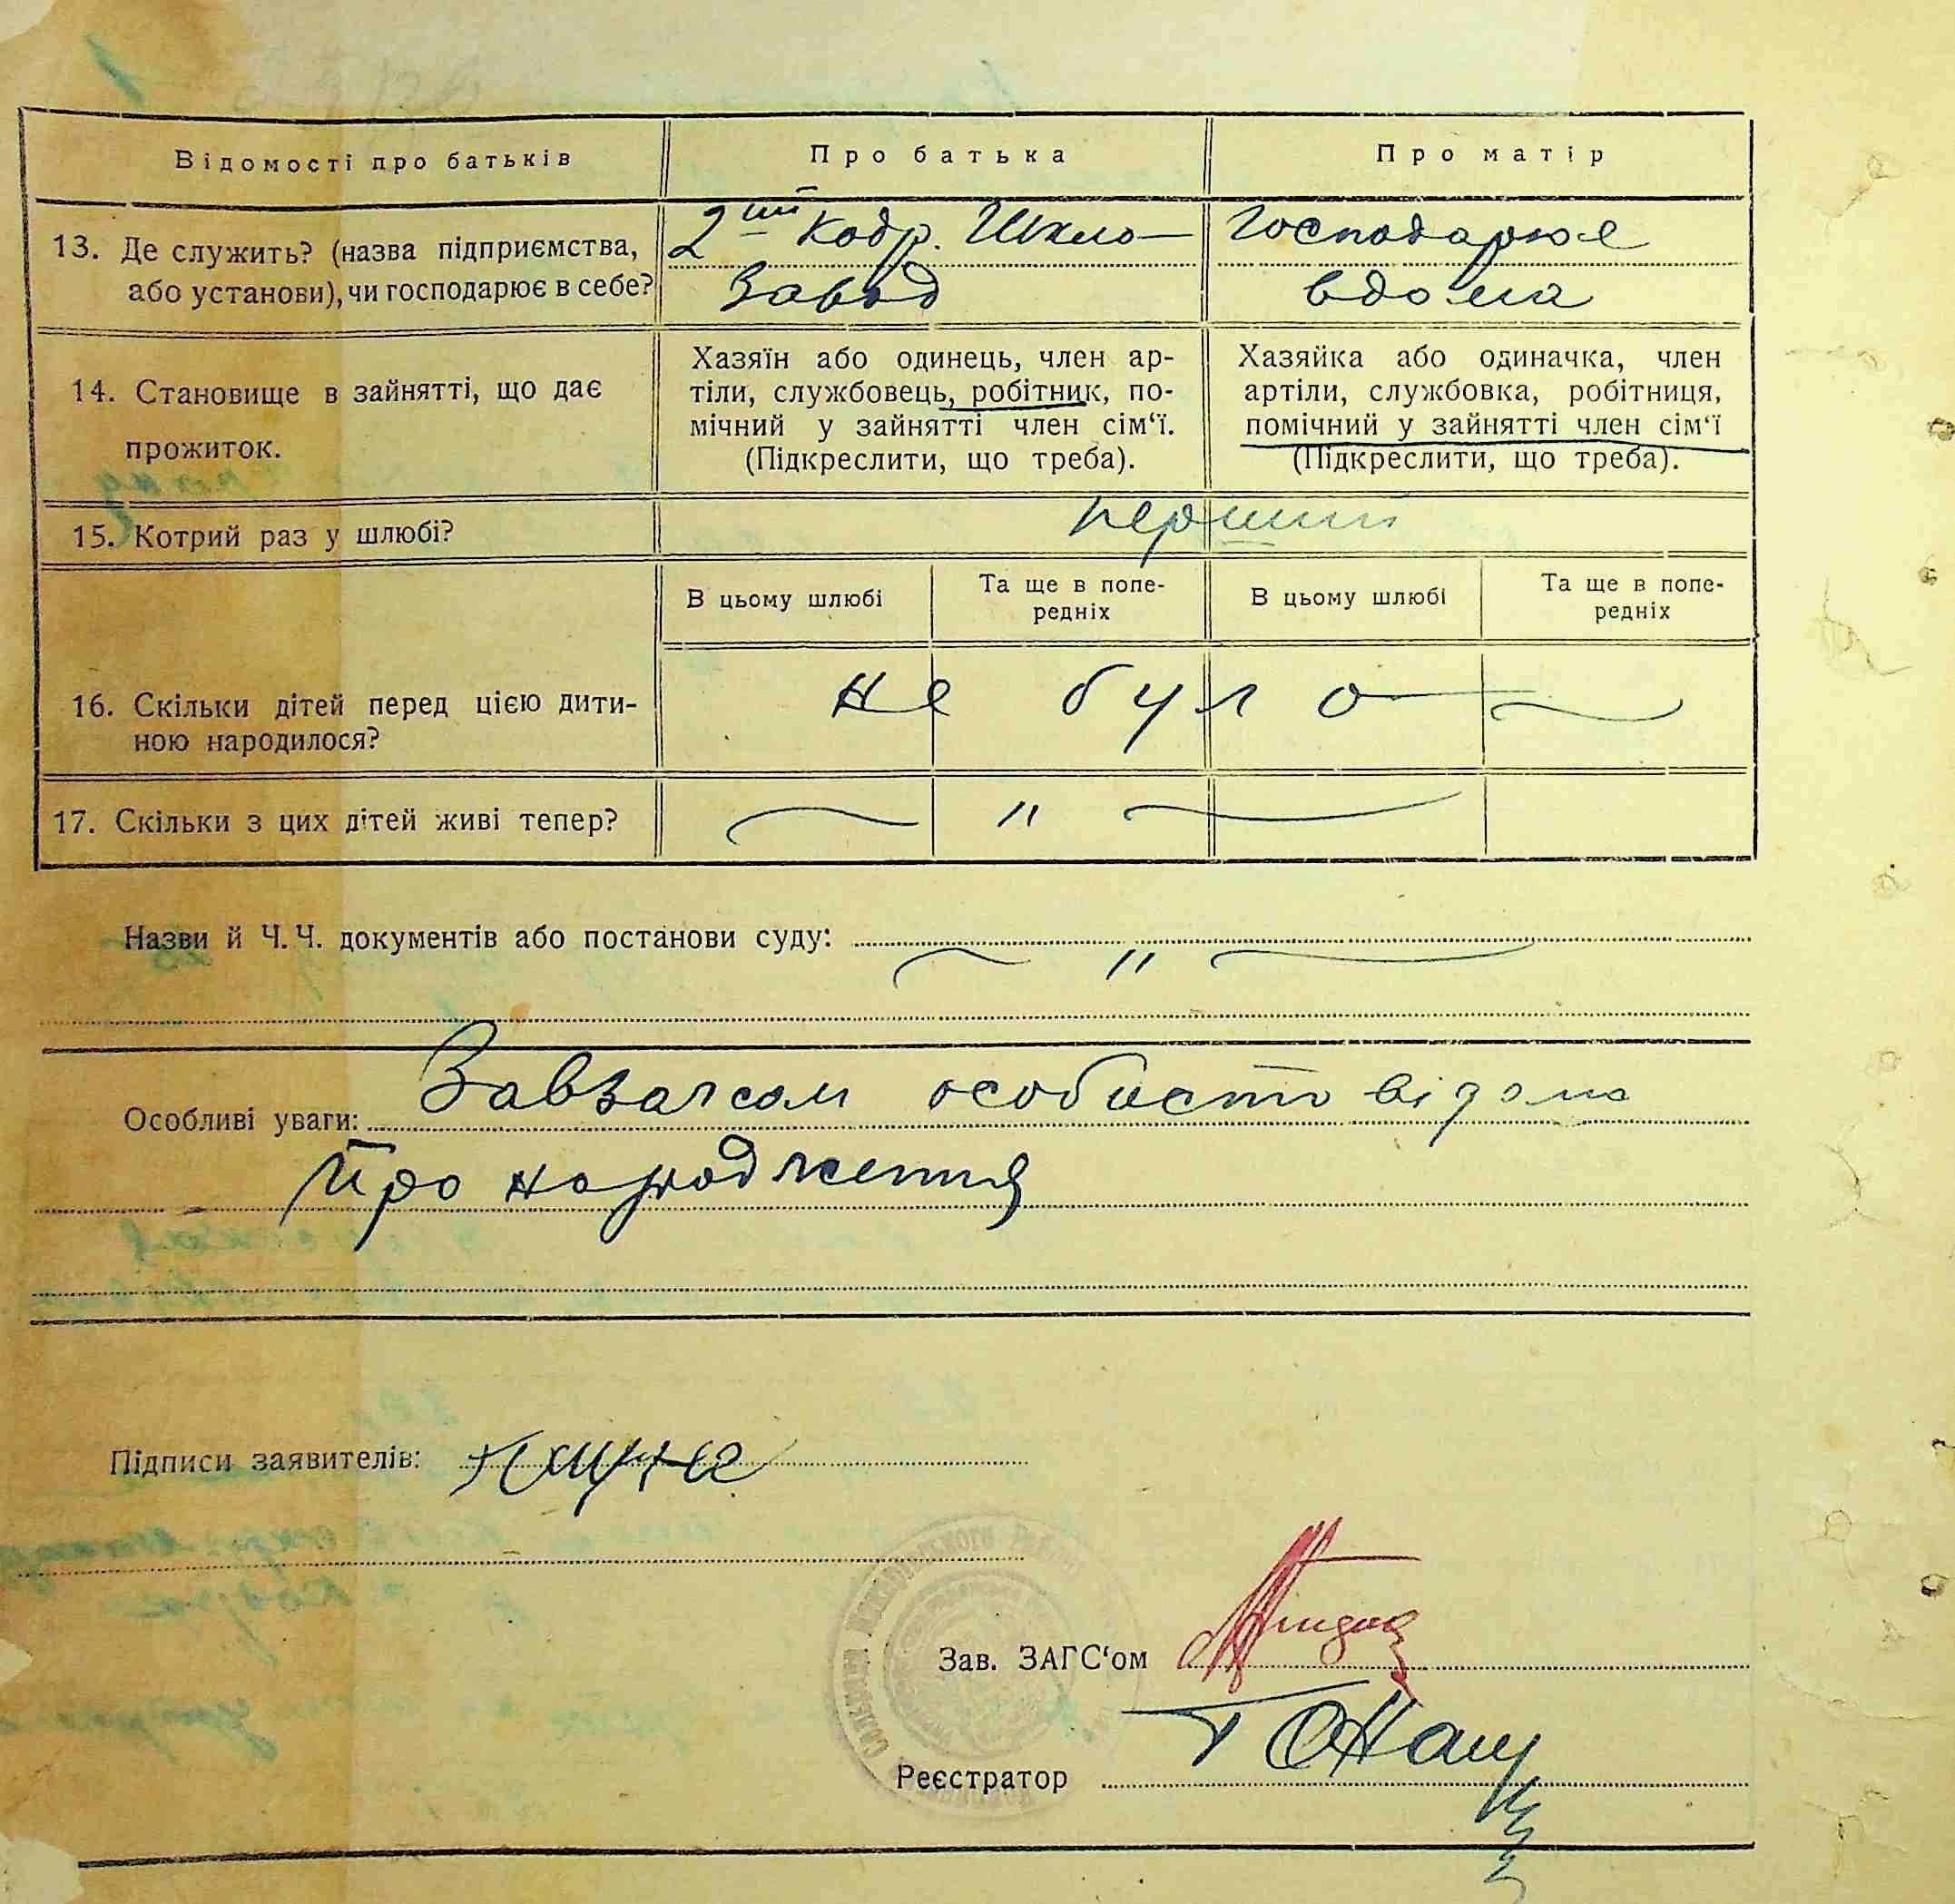 Відомості про батьків
Про батька
Про матір
13. Де служить? (назва підприємства,
або установи), чи господарює в себе?
2ий Кодр. Шкло-
Завод
Господарює
вдома
14. Становище в зайнятті, що дає
прожиток.
Хазяїн або одинець, член ар-
тіли, службовець, робітник, по-
мічний у зайнятті член сім‘ї.
(Підкреслити, що треба).
Хазяйка або одиначка, член
артіли, службовка, робітниця,
помічний у зайнятті член сім‘ї
(Підкреслити, що треба).
15. Котрий раз у шлюбі?
перший
В цьому шлюбі
Та ще в попе-
редніх
В цьому шлюбі
Та ще в попе-
редніх
16. Скільки дітей перед цією дити-
ною народилося?
не було
17. Скільки з цих дітей живі тепер?
"
Назви й Ч.Ч. документів або постанови суду:
"
Особливі уваги: Завзагсом особисто відомо
про народження
Підписи заявителів:
Зав. ЗАГС‘ом
Реєстратор